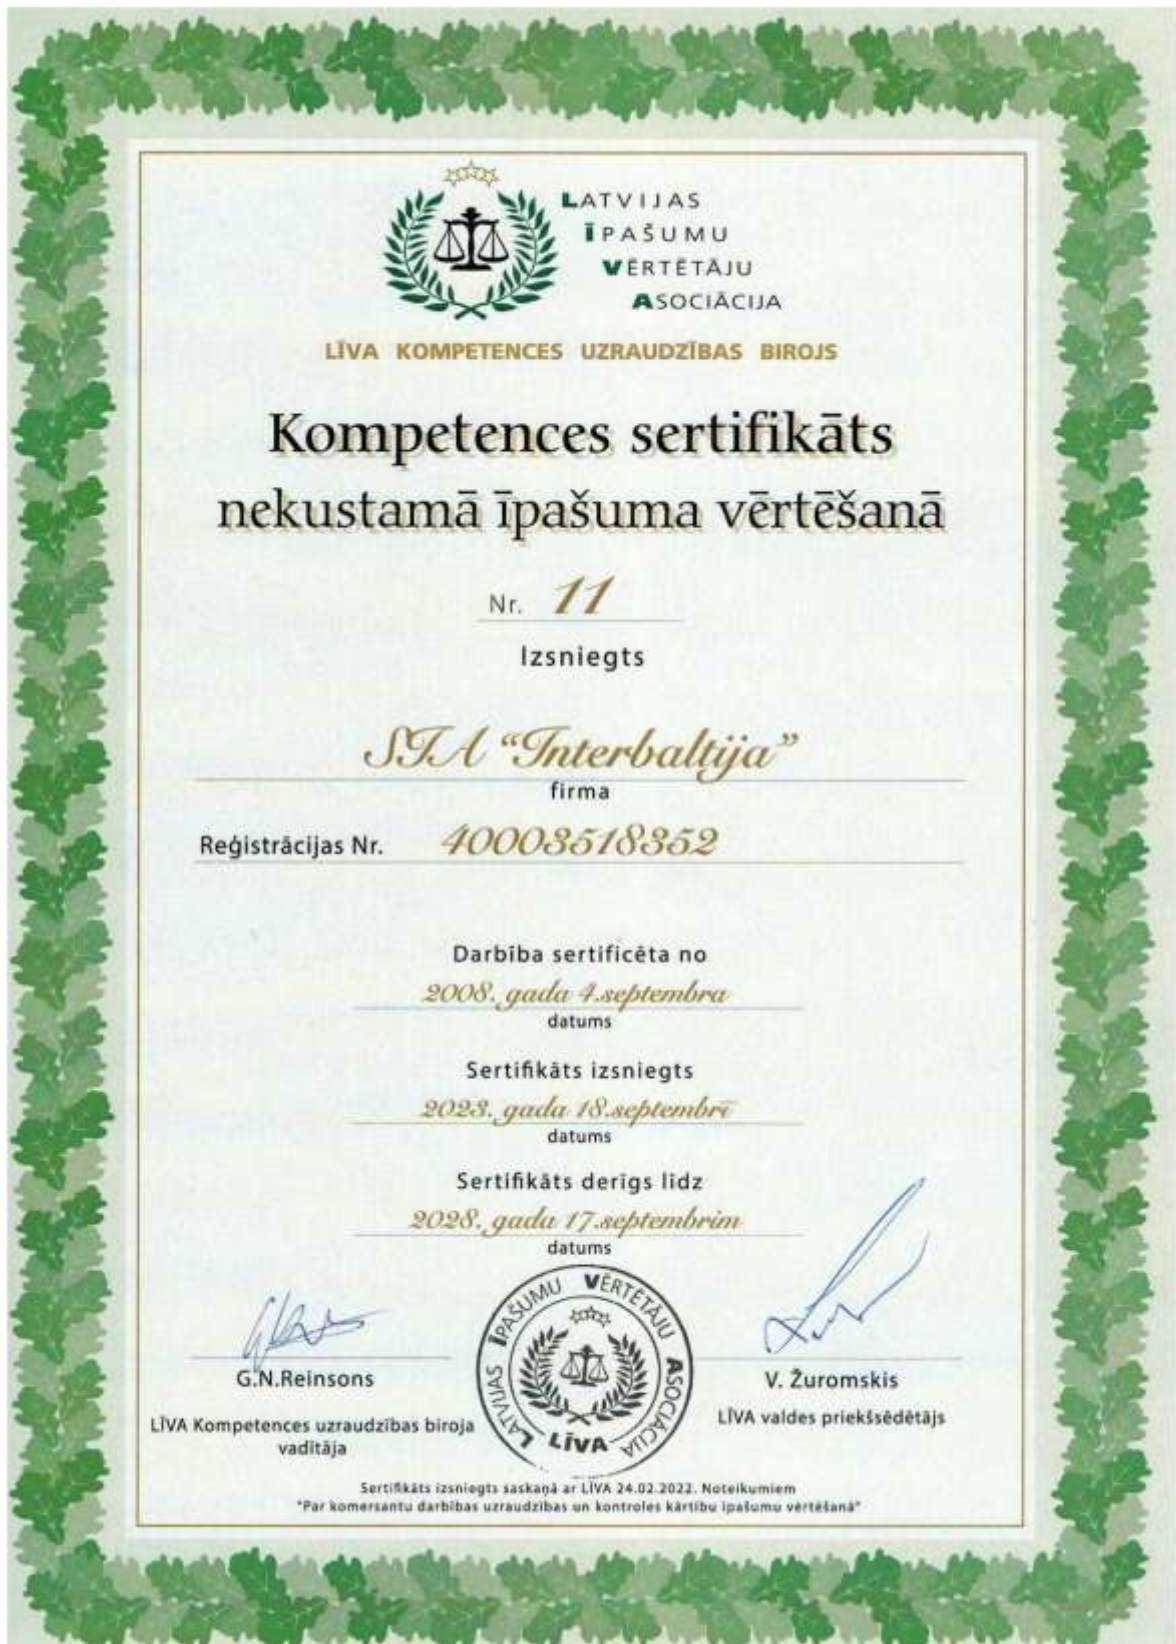 LATVIJAS
ĪPAŠUMU
VĒRTĒTĀJU
ASOCIĀCIJA
LĪVA KOMPETENCES UZRAUDZĪBAS BIROJS
Kompetences sertifikāts
nekustamā īpašuma vērtēšanā
Nr. 11
Izsniegts
SIA “Interbaltija”
firma
Reģistrācijas Nr. 40003518352
Darbība sertificēta no
2008. gada 4.septembra
datums
Sertifikāts izsniegts
2023. gada 18.septembrī
datums
Sertifikāts derīgs līdz
2028. gada 17.septembrim
datums
LATVIJAS ĪPAŠUMU VĒRTĒTĀJU ASOCIĀCIJA
LĪVA
G.N.Reinsons
LĪVA Kompetences uzraudzības biroja
vadītāja
V. Žuromskis
LĪVA valdes priekšsēdētājs
Sertifikāts izsniegts saskaņā ar LĪVA 24.02.2022. Noteikumiem
"Par komersantu darbības uzraudzības un kontroles kārtību īpašumu vērtēšanā"